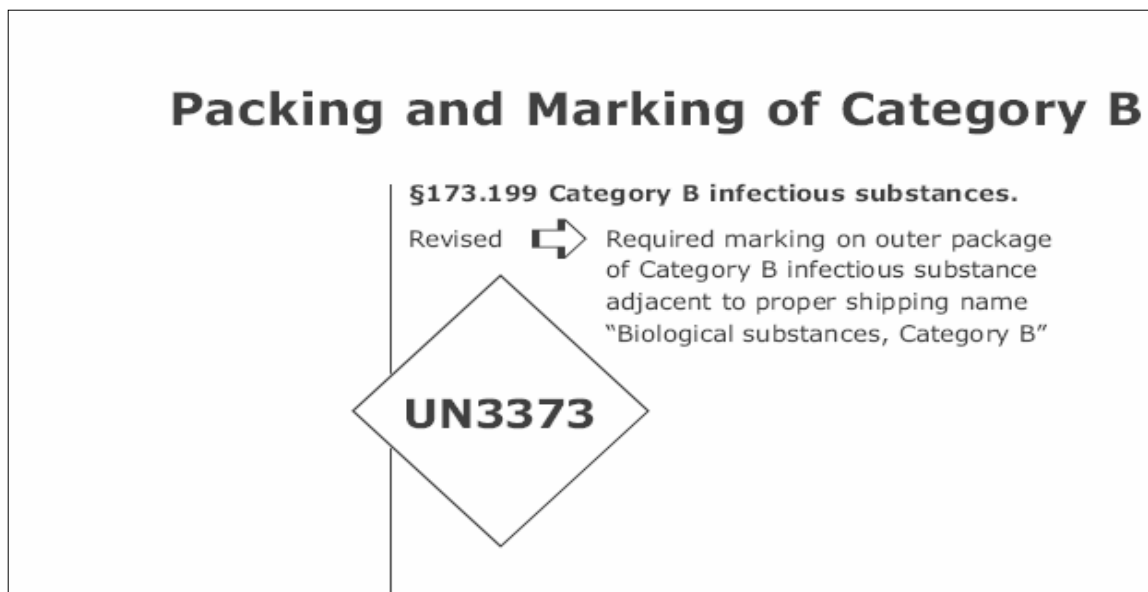 Packing and Marking of Category B
§173.199 Category B infectious substances.
Revised Required marking on outer package
of Category B infectious substance
adjacent to proper shipping name
“Biological substances, Category B”
UN3373